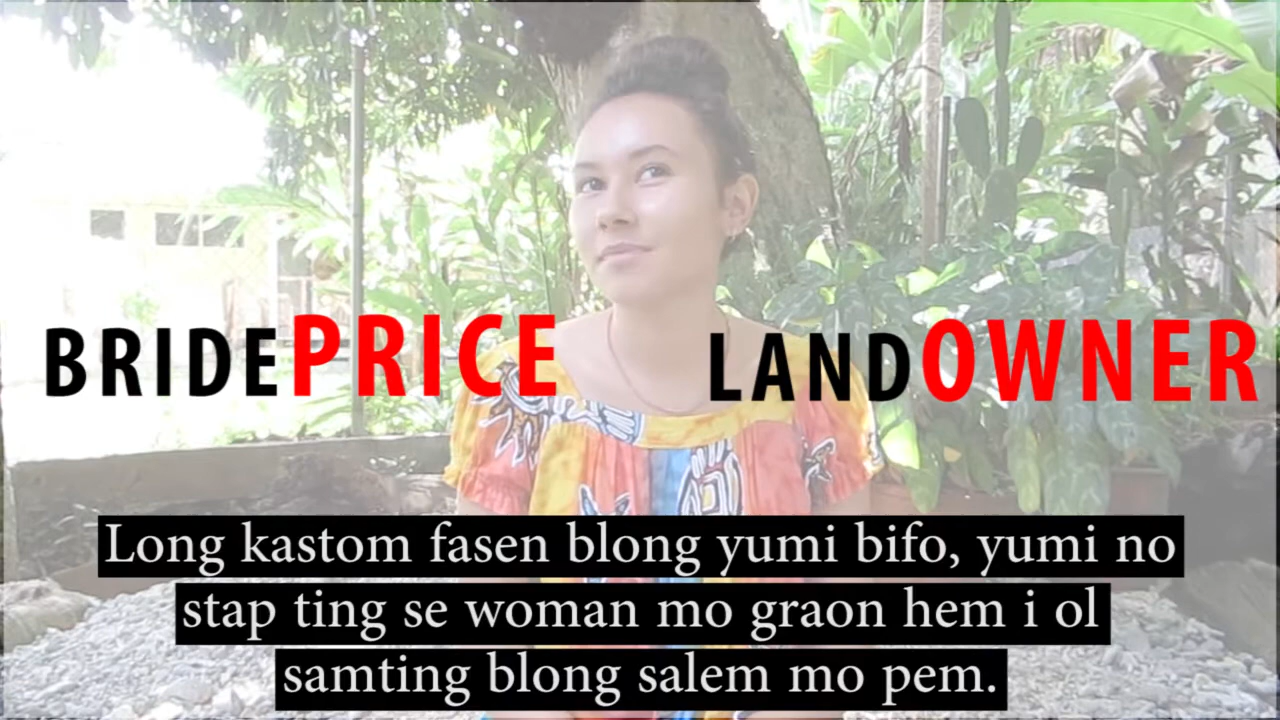 BRIDEPRICE LANDOWNER
Long kastom fasen blong yumi bifo, yumi no
stap ting se woman mo graon hem i ol
samting blong salem mo pem.